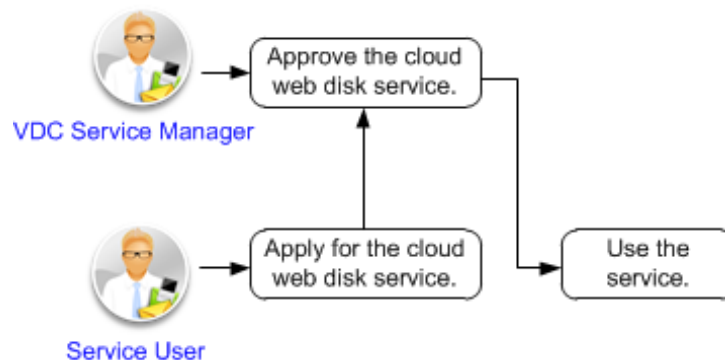 Approve the cloud
web disk service.
VDC Service Manager
Apply for the cloud
web disk service.
Use the
service.
Service User